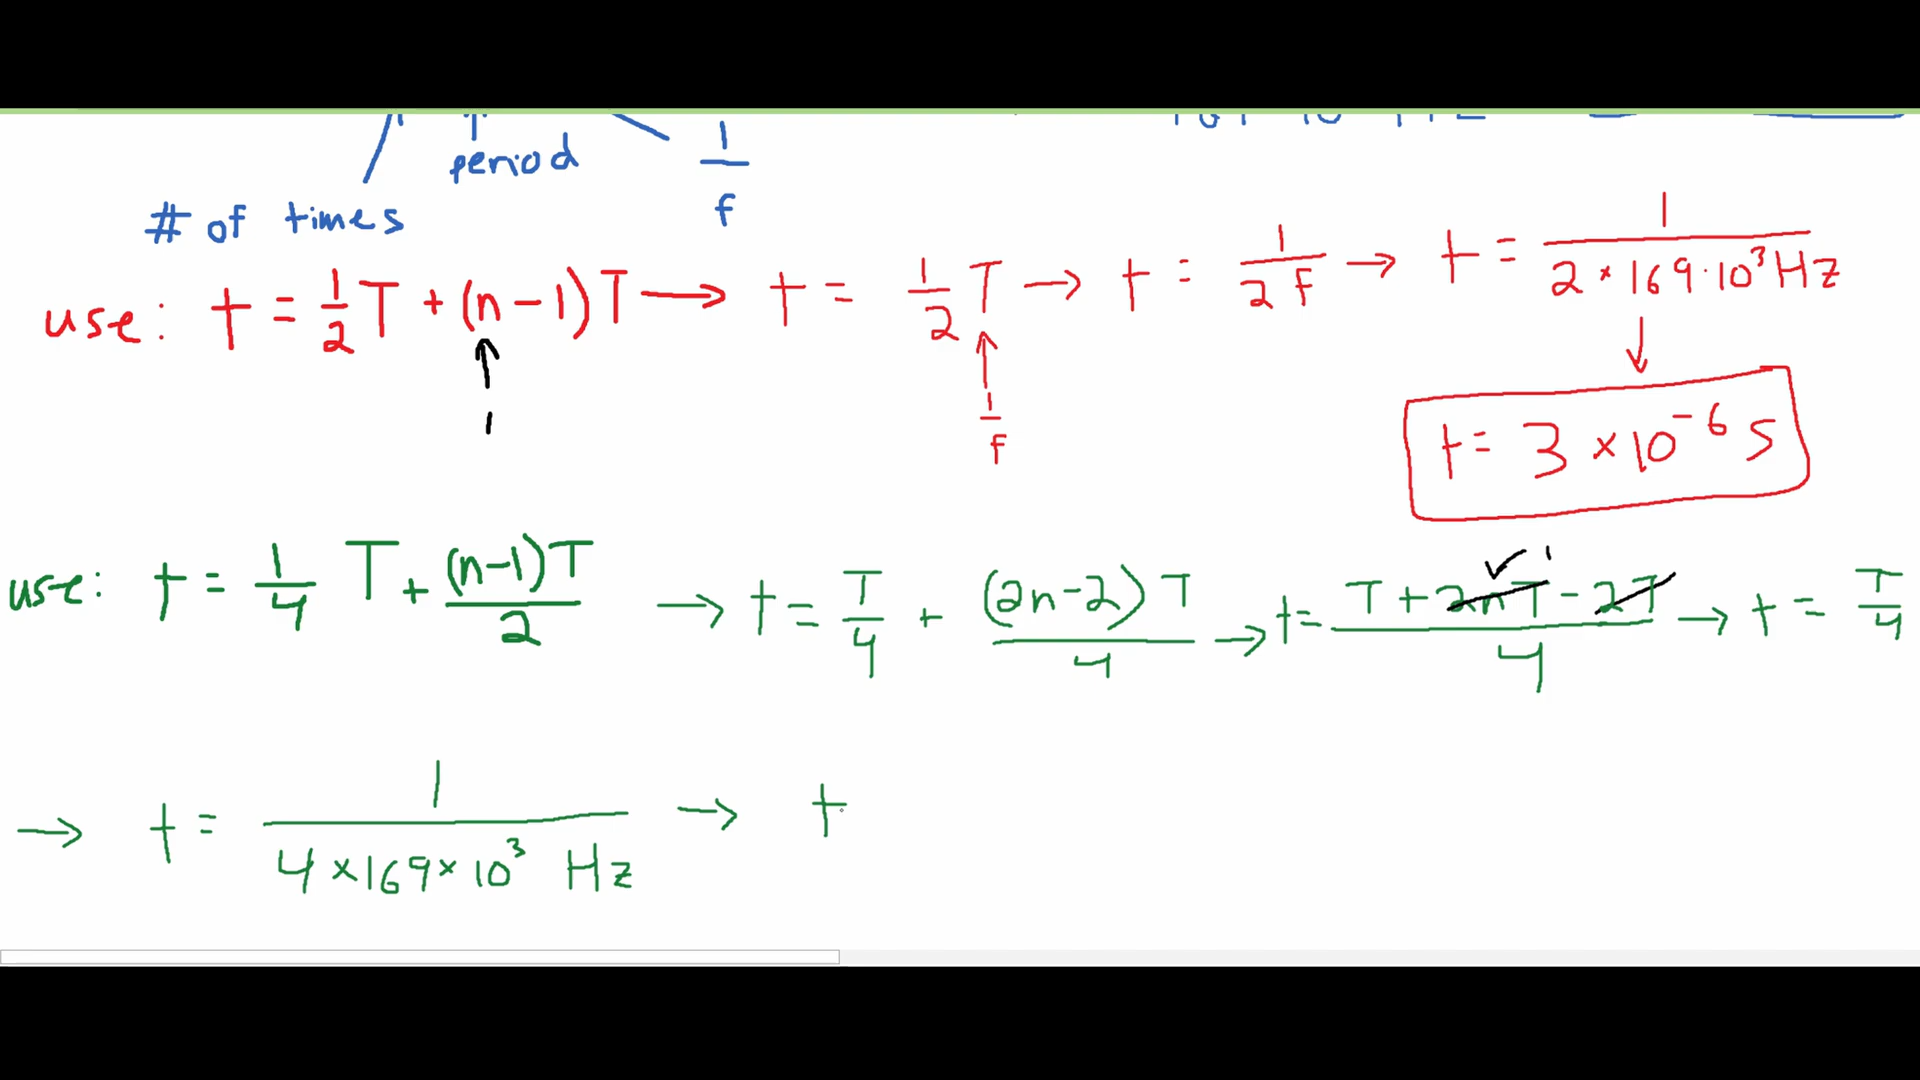 period
1/f
# of times
use: t = 1/2 T + (n-1)T → t = 1/2 T → t = 1/2f → t = 1/(2×169·10³Hz)
1
1/f
t = 3 × 10⁻⁶ s
use: t = 1/4 T + (n-1)T/2 → t = T/4 + (2n-2)T/4 → t = (T + 2nT - 2T)/4 → t = T/4
1
→ t = 1/(4×169×10³ Hz) → t